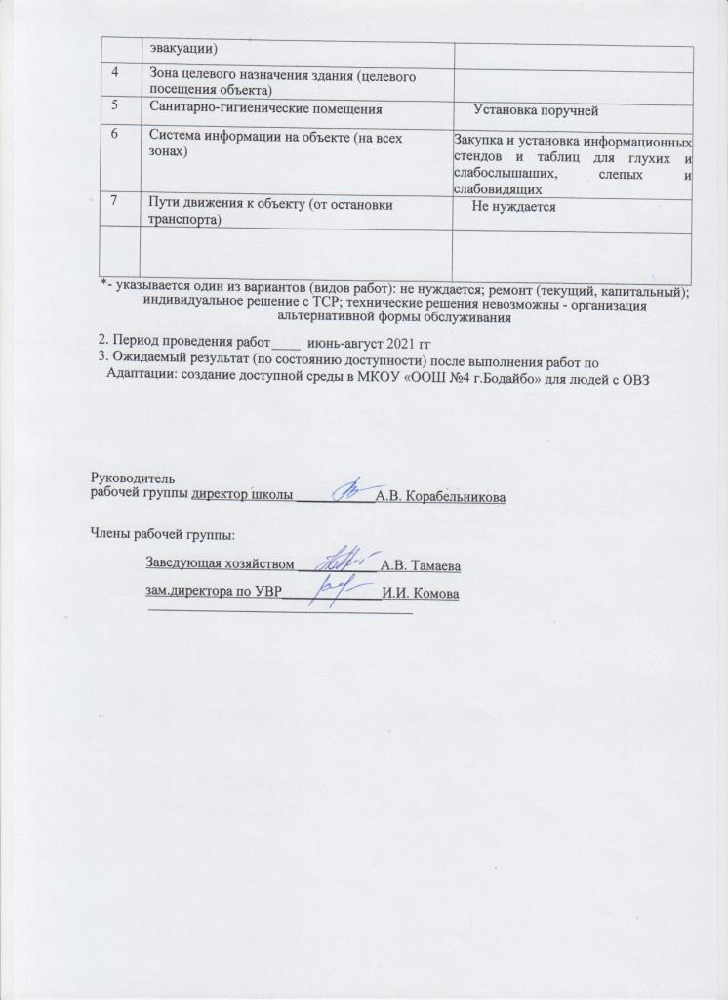 эвакуации)
4 Зона целевого назначения здания (целевого
посещения объекта)
5 Санитарно-гигиенические помещения Установка поручней
6 Система информации на объекте (на всех
зонах)
Закупка и установка информационных
стендов и таблиц для глухих и
слабослышаших, слепых и
слабовидящих
7 Пути движения к объекту (от остановки
транспорта)
Не нуждается
*- указывается один из вариантов (видов работ): не нуждается; ремонт (текущий, капитальный);
индивидуальное решение с ТСР; технические решения невозможны - организация
альтернативной формы обслуживания
2. Период проведения работ____ июнь-август 2021 гг
3. Ожидаемый результат (по состоянию доступности) после выполнения работ по
Адаптации: создание доступной среды в МКОУ «ООШ №4 г.Бодайбо» для людей с ОВЗ
Руководитель
рабочей группы директор школы ___________А.В. Корабельникова
Члены рабочей группы:
Заведующая хозяйством ___________ А.В. Тамаева
зам.директора по УВР______________И.И. Комова